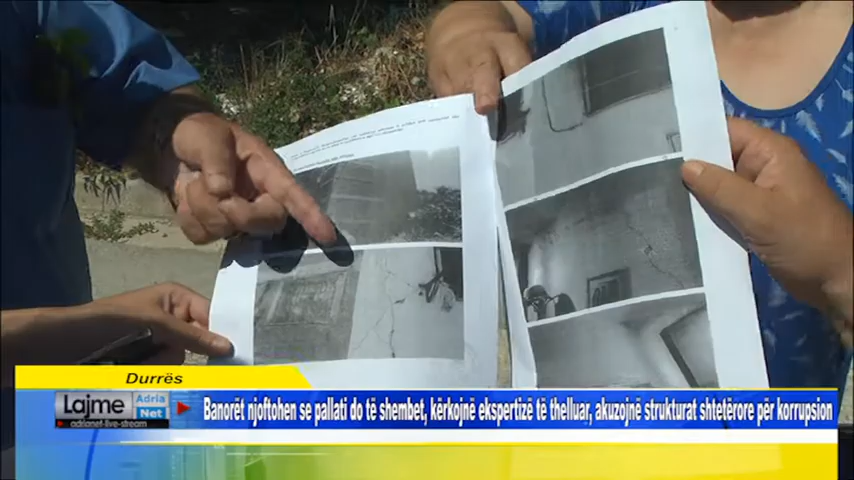 Durrës
Lajme Adria Net
adrianet-live-stream
Banorët njoftohen se pallati do të shembet, kërkojnë ekspertizë të thelluar, akuzojnë strukturat shtetërore për korrupsion